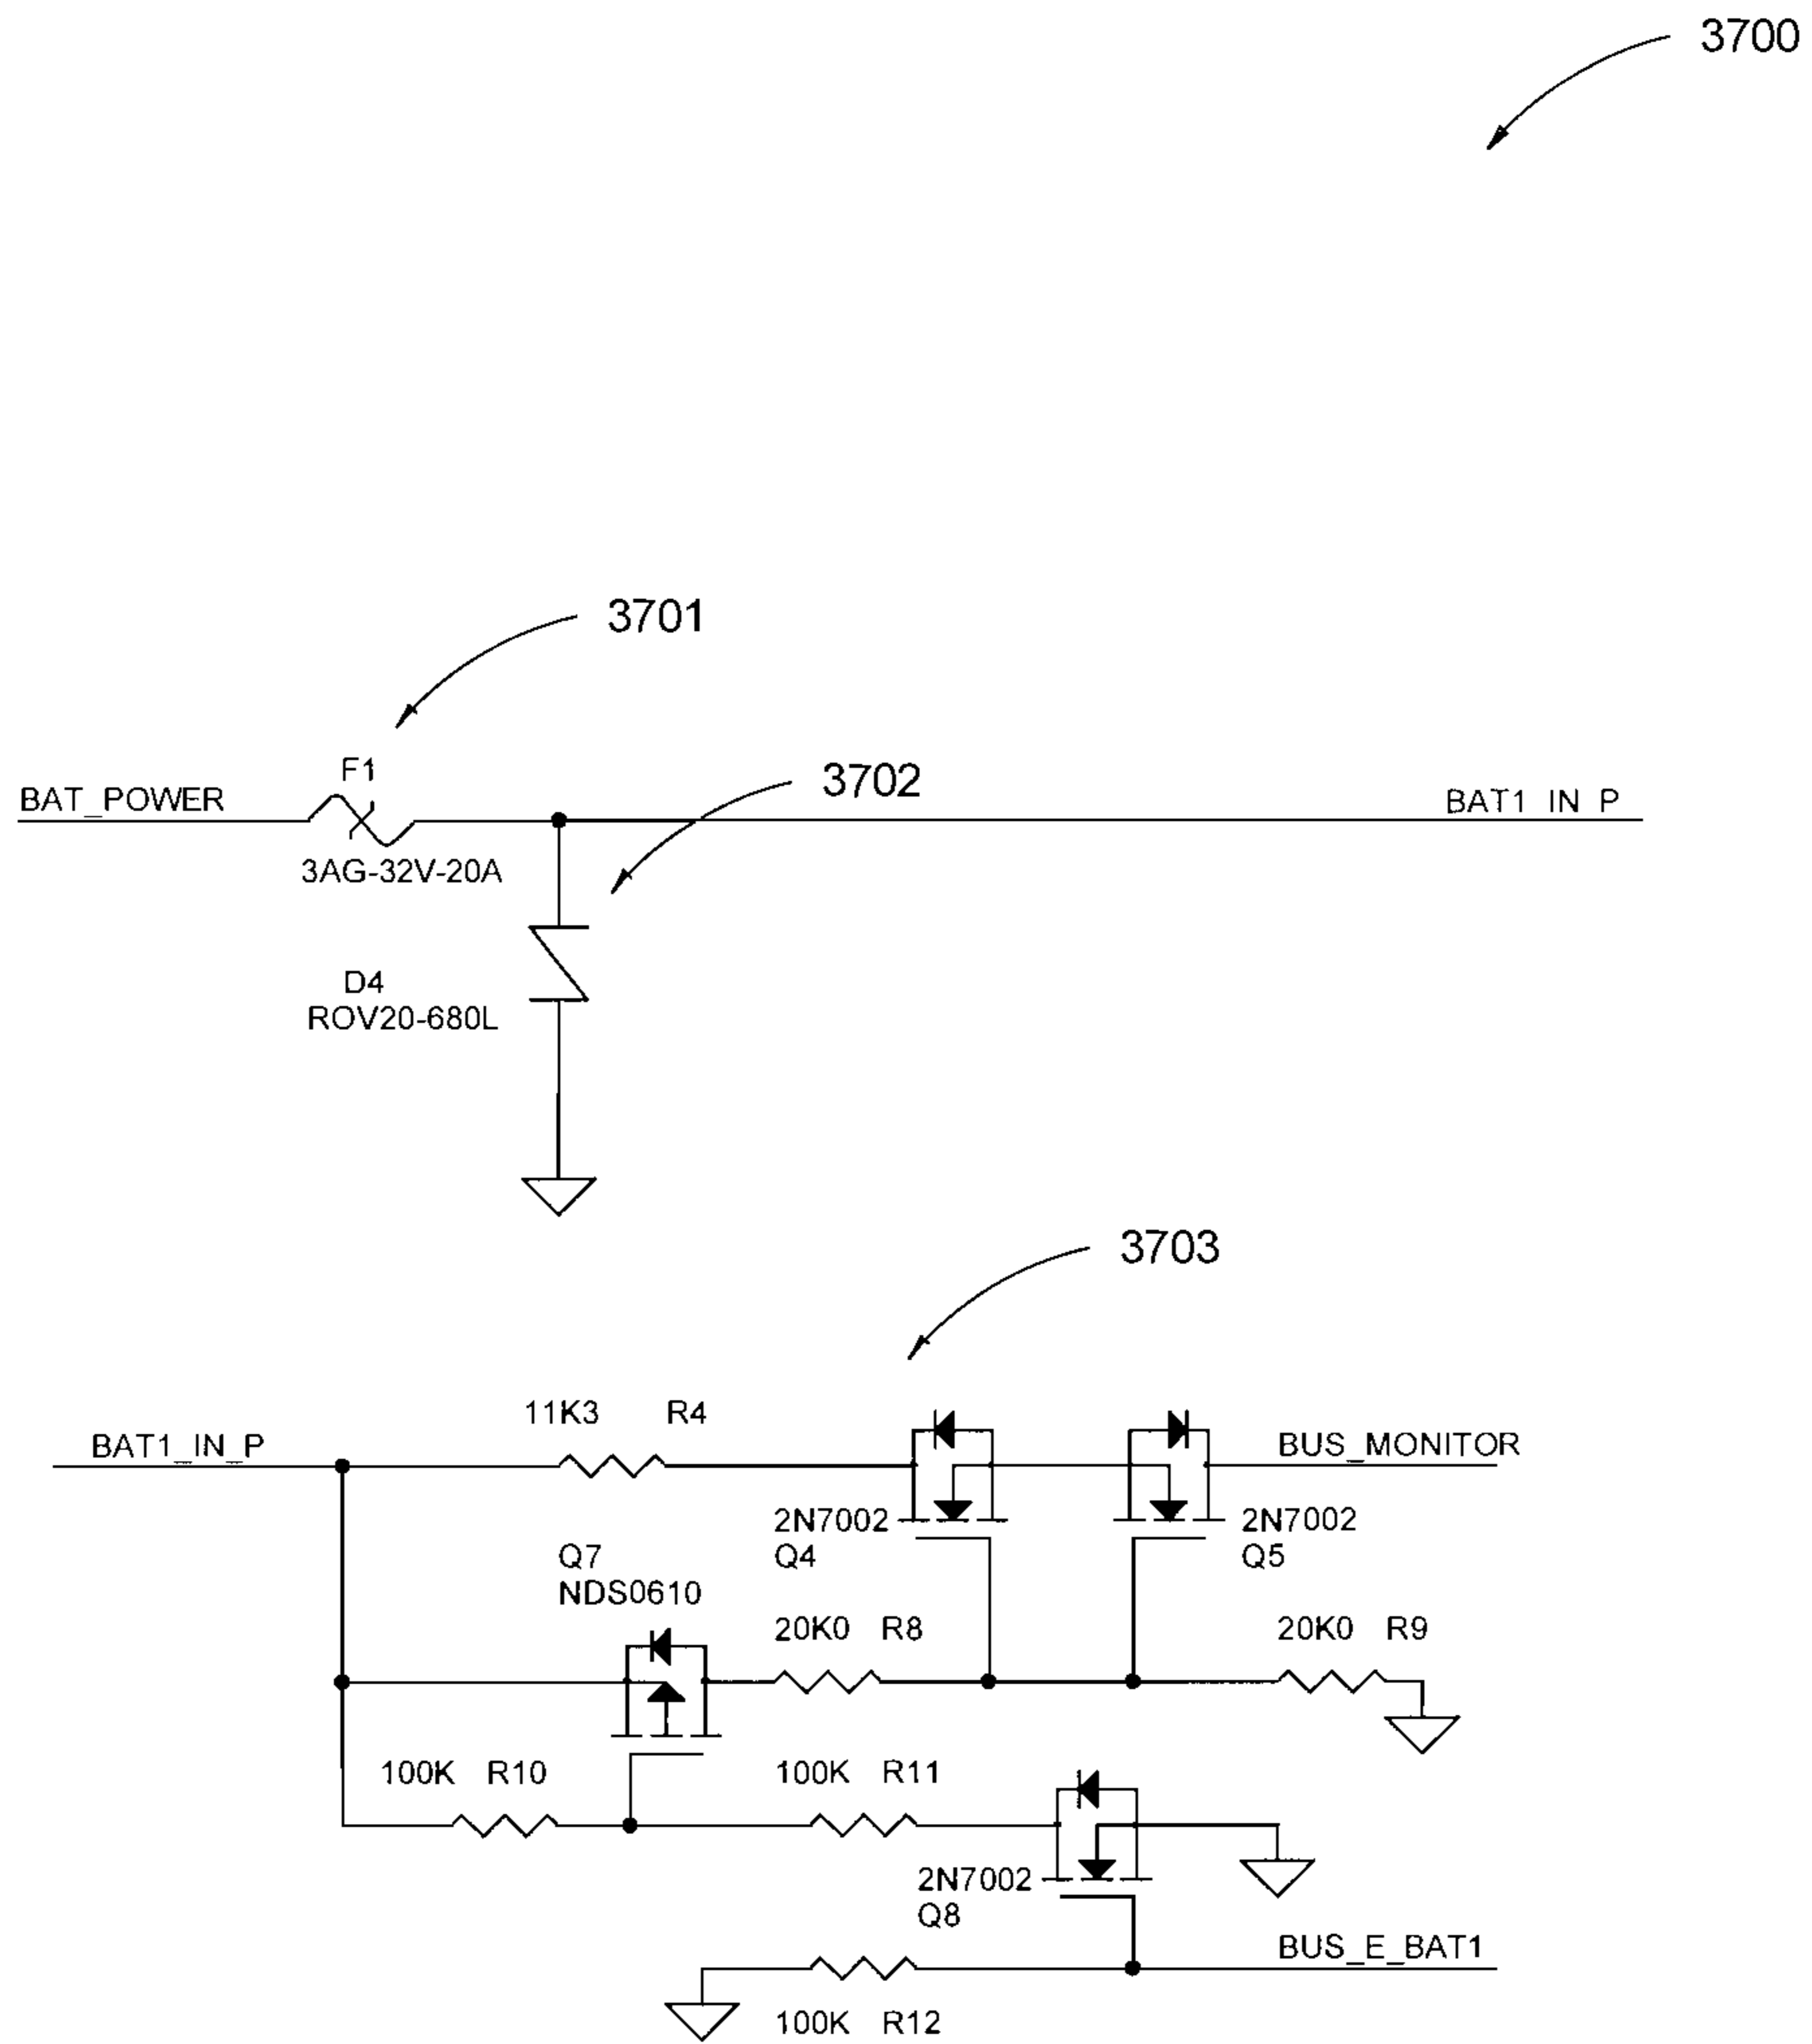 3700
3701
F1
BAT_POWER
3702
BAT1_IN_P
3AG-32V-20A
D4
ROV20-680L
3703
11K3 R4
BAT1_IN_P
BUS_MONITOR
2N7002
Q4
2N7002
Q5
Q7
NDS0610
20K0 R8
20K0 R9
100K R10
100K R11
2N7002
Q8
BUS_E_BAT1
100K R12